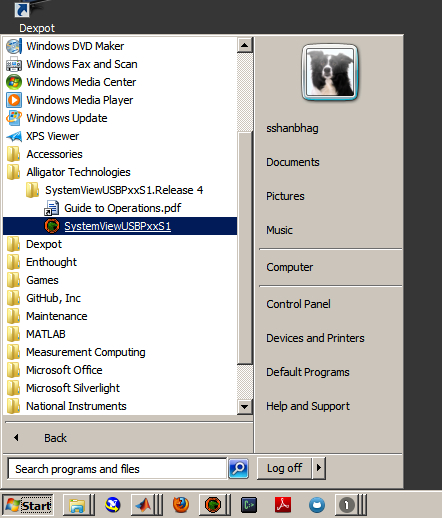 Dexpot
Windows DVD Maker
Windows Fax and Scan
Windows Media Center
Windows Media Player
Windows Update
XPS Viewer
Accessories
Alligator Technologies
SystemViewUSBPxxS1.Release 4
Guide to Operations.pdf
SystemViewUSBPxxS1
Dexpot
Enthought
Games
GitHub, Inc
Maintenance
MATLAB
Measurement Computing
Microsoft Office
Microsoft Silverlight
National Instruments
Back
Search programs and files
sshanbhag
Documents
Pictures
Music
Computer
Control Panel
Devices and Printers
Default Programs
Help and Support
Log off
Start